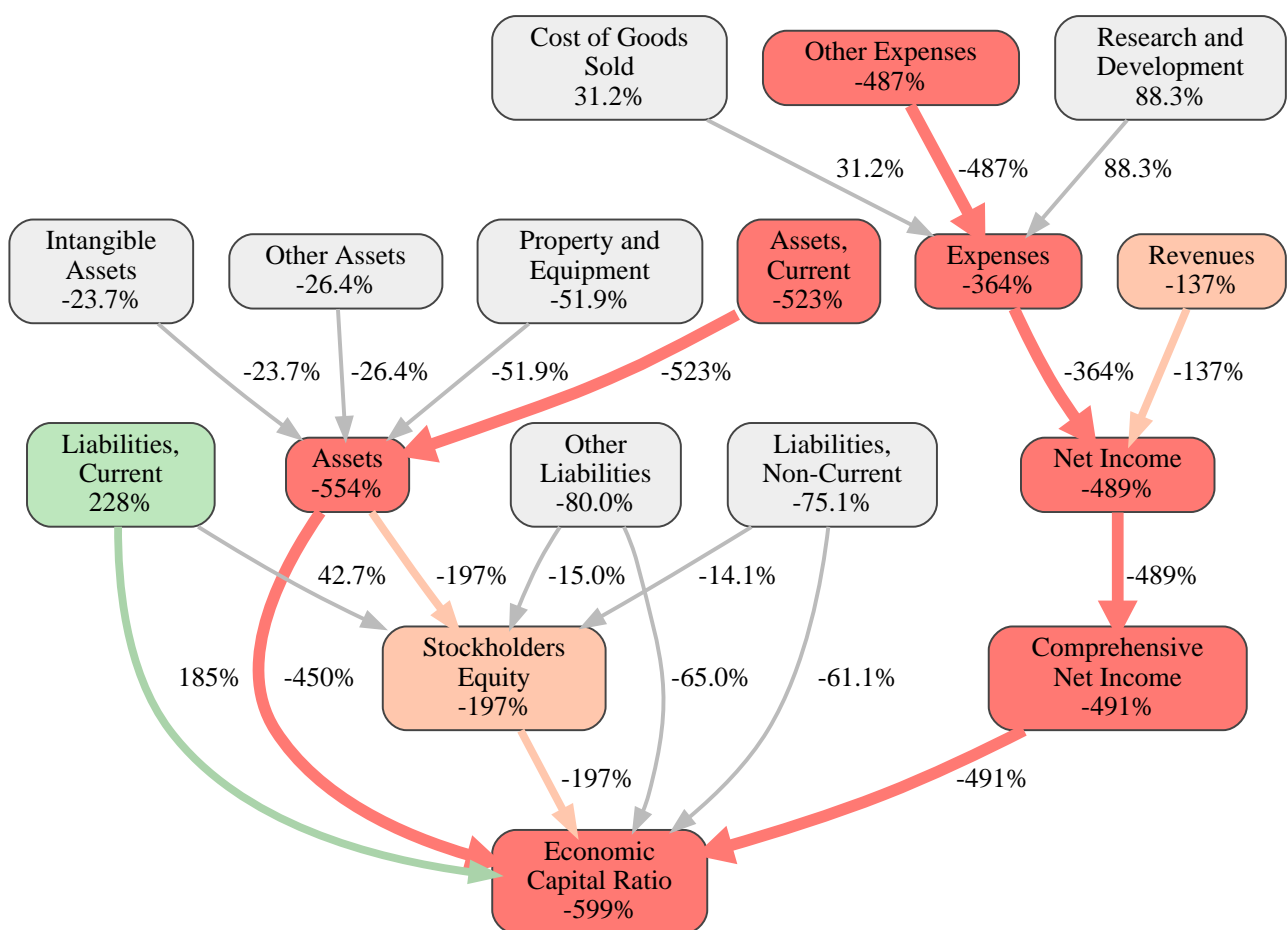 Cost of Goods
Sold
31.2%
Other Expenses
-487%
Research and
Development
88.3%
31.2%
-487%
88.3%
Intangible
Assets
-23.7%
Other Assets
-26.4%
Property and
Equipment
-51.9%
Assets,
Current
-523%
Expenses
-364%
Revenues
-137%
-23.7%
-26.4%
-51.9%
-523%
-364%
-137%
Liabilities,
Current
228%
Assets
-554%
Other
Liabilities
-80.0%
Liabilities,
Non-Current
-75.1%
Net Income
-489%
42.7%
-197%
-15.0%
-14.1%
-489%
Stockholders
Equity
-197%
Comprehensive
Net Income
-491%
185%
-450%
-65.0%
-61.1%
-197%
-491%
Economic
Capital Ratio
-599%